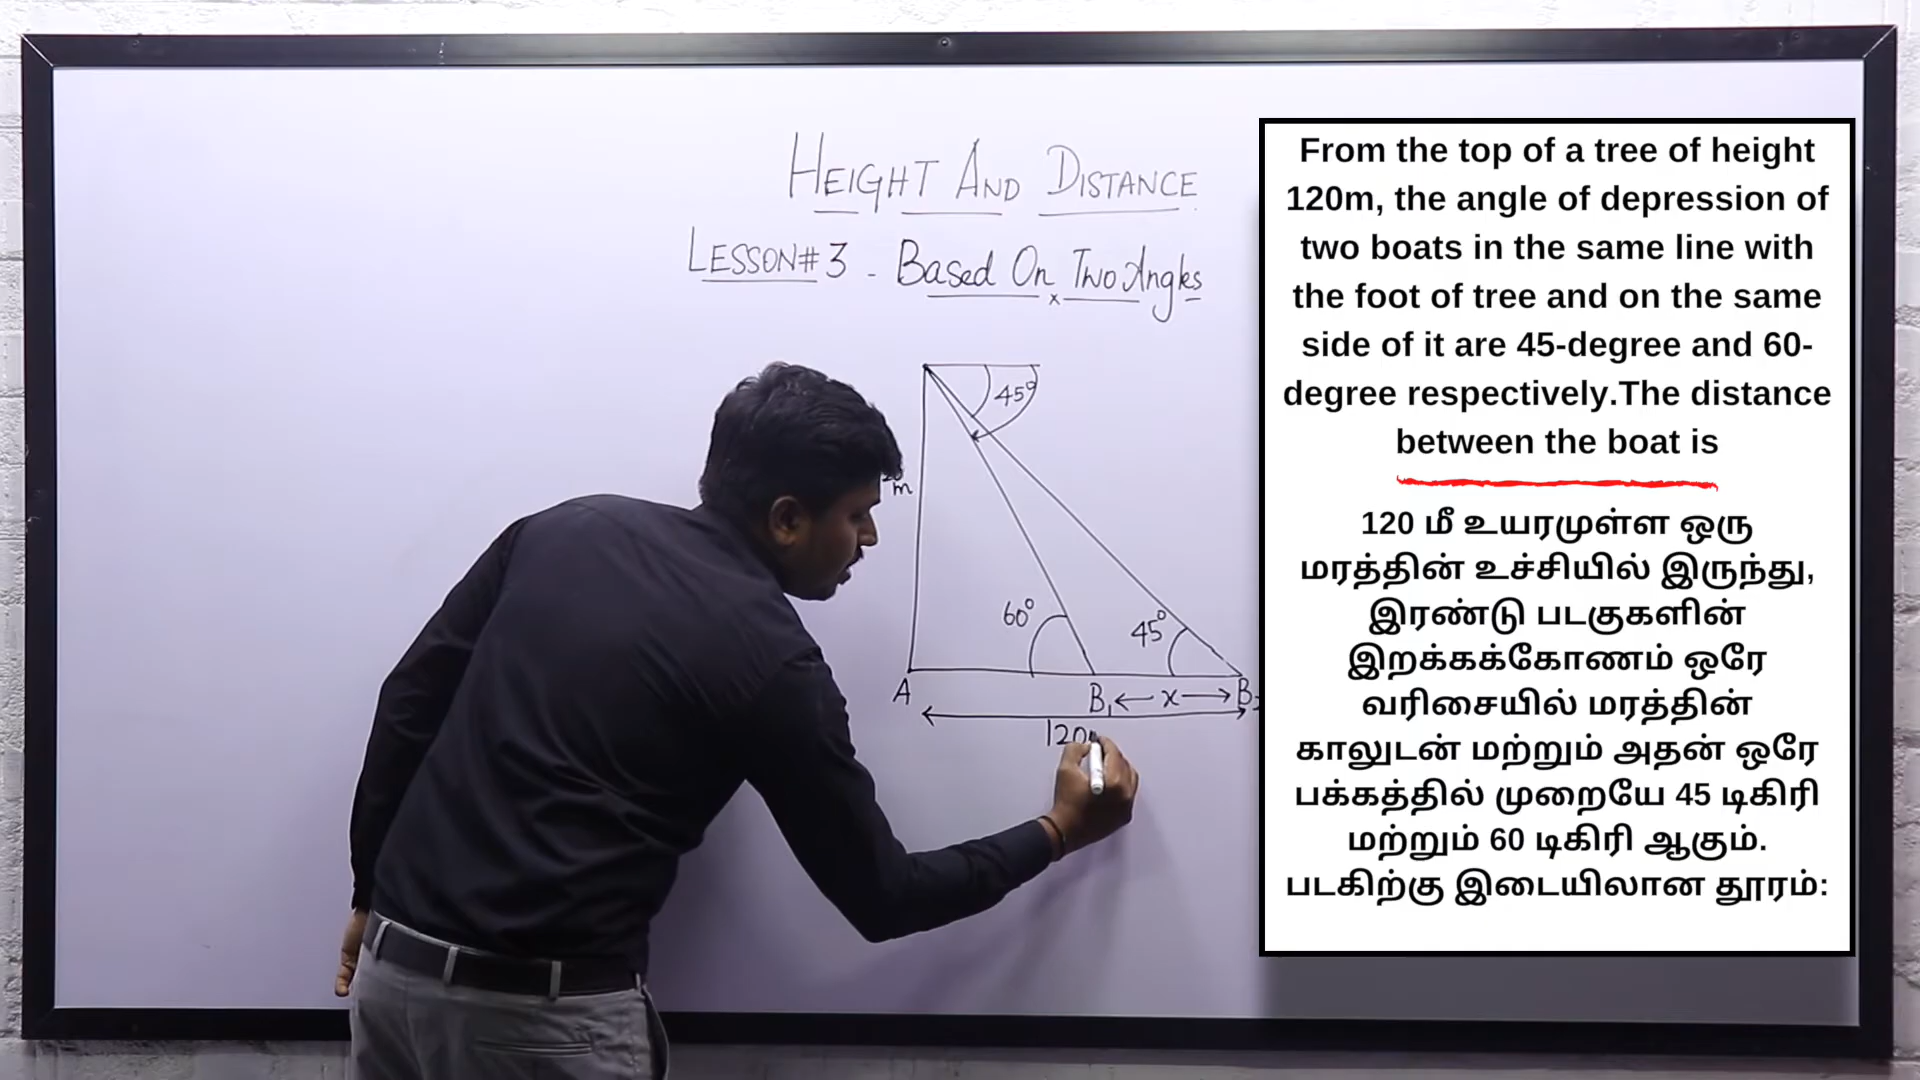 HEIGHT AND DISTANCE
LESSON# 3 - Based On Two Angles
x
45°
m
60°
45°
A
B₁ ← x → B
120
From the top of a tree of height
120m, the angle of depression of
two boats in the same line with
the foot of tree and on the same
side of it are 45-degree and 60-
degree respectively.The distance
between the boat is
120 மீ உயரமுள்ள ஒரு
மரத்தின் உச்சியில் இருந்து,
இரண்டு படகுகளின்
இறக்கக்கோணம் ஒரே
வரிசையில் மரத்தின்
காலுடன் மற்றும் அதன் ஒரே
பக்கத்தில் முறையே 45 டிகிரி
மற்றும் 60 டிகிரி ஆகும்.
படகிற்கு இடையிலான தூரம்: